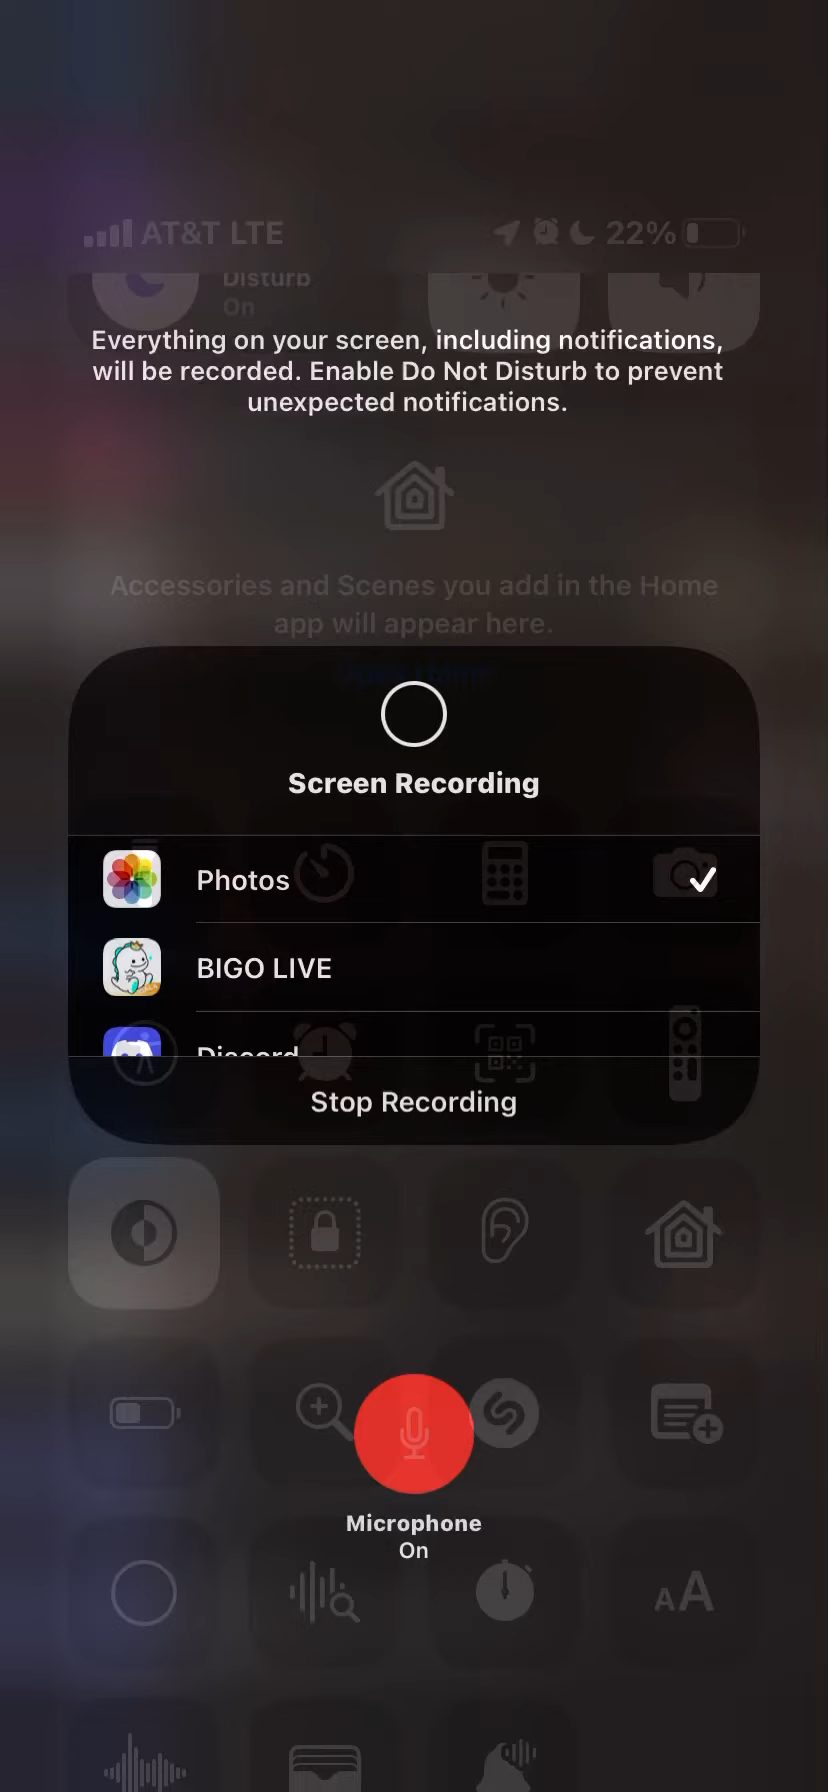 AT&T LTE
22%
Disturb
On
Everything on your screen, including notifications,
will be recorded. Enable Do Not Disturb to prevent
unexpected notifications.
Accessories and Scenes you add in the Home
app will appear here.
Screen Recording
Photos
BIGO LIVE
Discord
Stop Recording
Microphone
On
AA